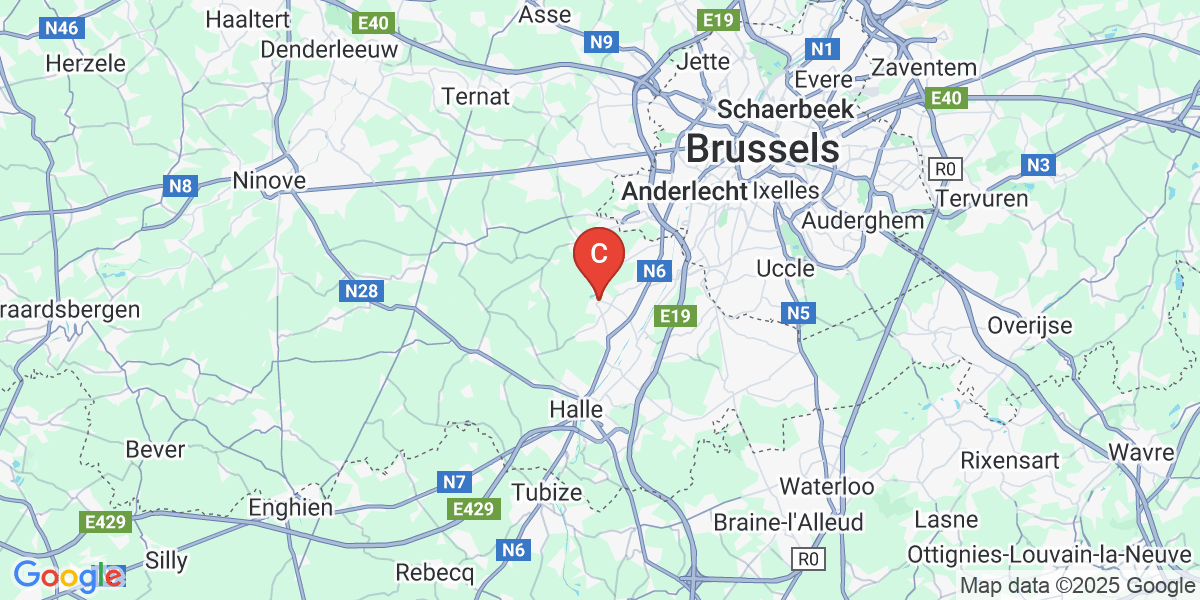 Haaltert
E40
Asse
E19
N46
N9
N1
Denderleeuw
Herzele
Jette
Evere
Zaventem
Ternat
Schaerbeek
E40
Brussels
R0
N3
N8
Ninove
Anderlecht
Ixelles
Tervuren
Auderghem
C
N6
Uccle
N28
raardsbergen
E19
N5
Overijse
Halle
Bever
Wavre
Rixensart
N7
Tubize
Waterloo
Enghien
E429
E429
Braine-l'Alleud
Lasne
N6
Silly
R0
Ottignies-Louvain-la-Neuve
Rebecq
Google
Map data ©2025 Google